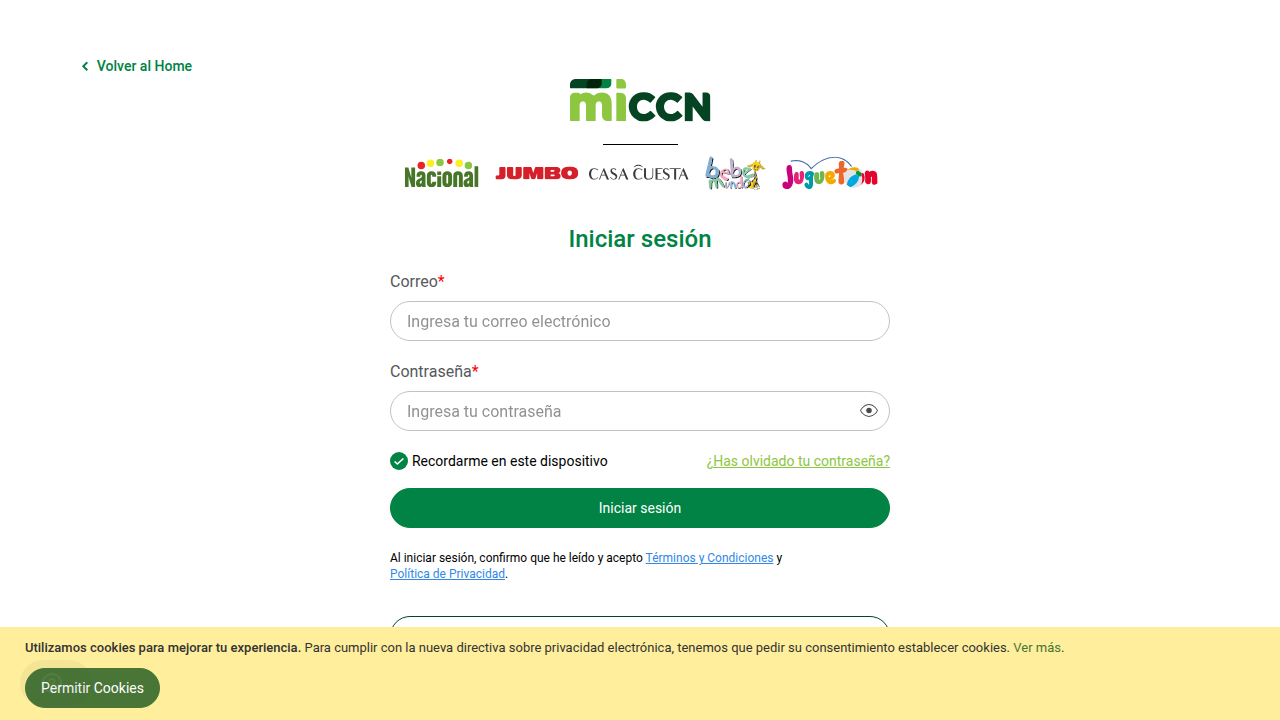 Volver al Home
miCCN
Nacional JUMBO CASA CUESTA bebemundo Jugueton
Iniciar sesión
Correo*
Ingresa tu correo electrónico
Contraseña*
Ingresa tu contraseña
Recordarme en este dispositivo ¿Has olvidado tu contraseña?
Iniciar sesión
Al iniciar sesión, confirmo que he leído y acepto Términos y Condiciones y
Política de Privacidad.
Utilizamos cookies para mejorar tu experiencia. Para cumplir con la nueva directiva sobre privacidad electrónica, tenemos que pedir su consentimiento establecer cookies. Ver más.
Permitir Cookies